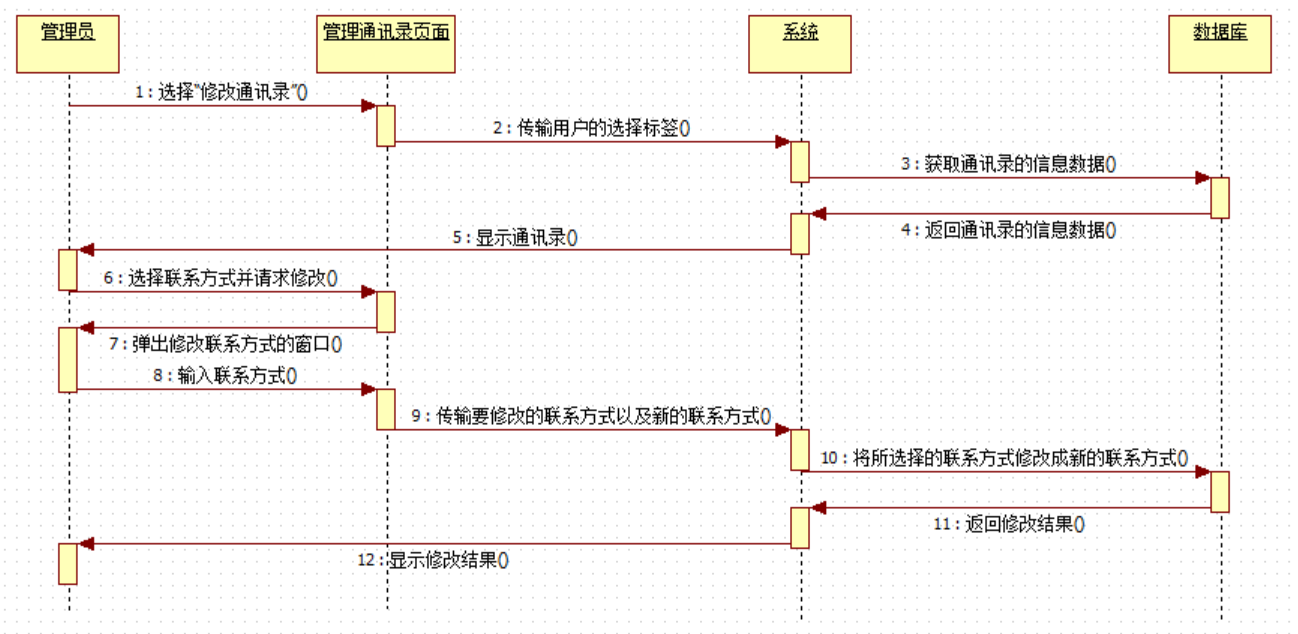 管理员
管理通讯录页面
系统
数据库
1 : 选择"修改通讯录"()
2 : 传输用户的选择标签()
3 : 获取通讯录的信息数据()
4 : 返回通讯录的信息数据()
5 : 显示通讯录()
6 : 选择联系方式并请求修改()
7 : 弹出修改联系方式的窗口()
8 : 输入联系方式()
9 : 传输要修改的联系方式以及新的联系方式()
10 : 将所选择的联系方式修改成新的联系方式()
11 : 返回修改结果()
12 : 显示修改结果()